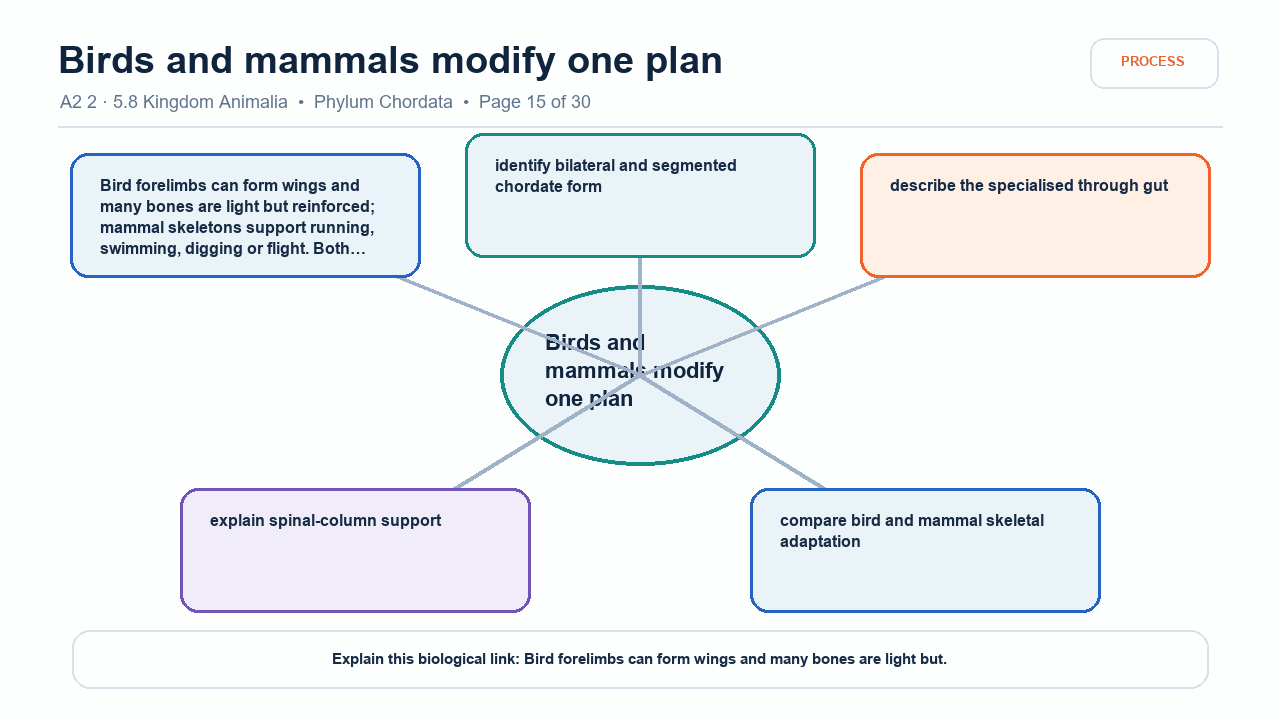 Birds and mammals modify one plan
PROCESS
A2 2 · 5.8 Kingdom Animalia • Phylum Chordata • Page 15 of 30
Bird forelimbs can form wings and
many bones are light but reinforced;
mammal skeletons support running,
swimming, digging or flight. Both…
identify bilateral and segmented
chordate form
describe the specialised through gut
Birds and
mammals modify
one plan
explain spinal-column support
compare bird and mammal skeletal
adaptation
Explain this biological link: Bird forelimbs can form wings and many bones are light but.